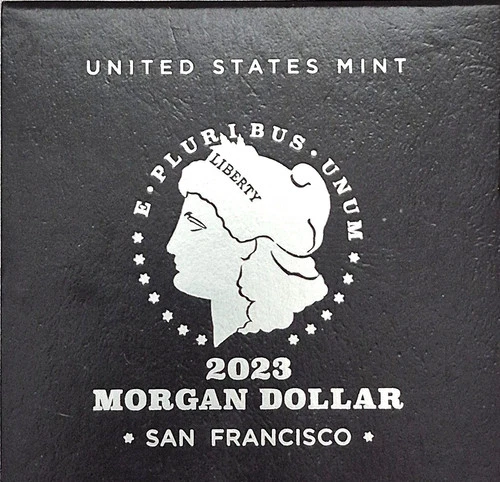 UNITED STATES MINT
E · PLURIBUS · UNUM
LIBERTY
2023
MORGAN DOLLAR
* SAN FRANCISCO *